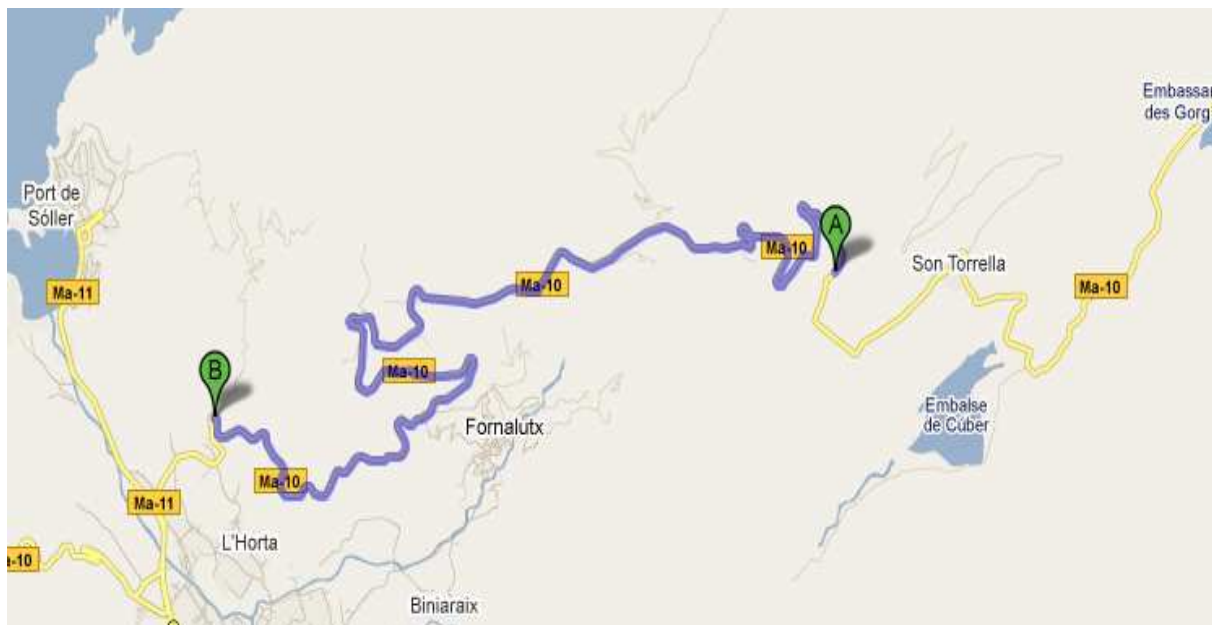 Embassar
des Gorg
Port de
Sóller
A
Ma-10
Son Torrella
Ma-11
Ma-10
Ma-10
B
Ma-10
Embalse
de Cúber
Fornalutx
Ma-10
Ma-11
L'Horta
a-10
Biniaraix